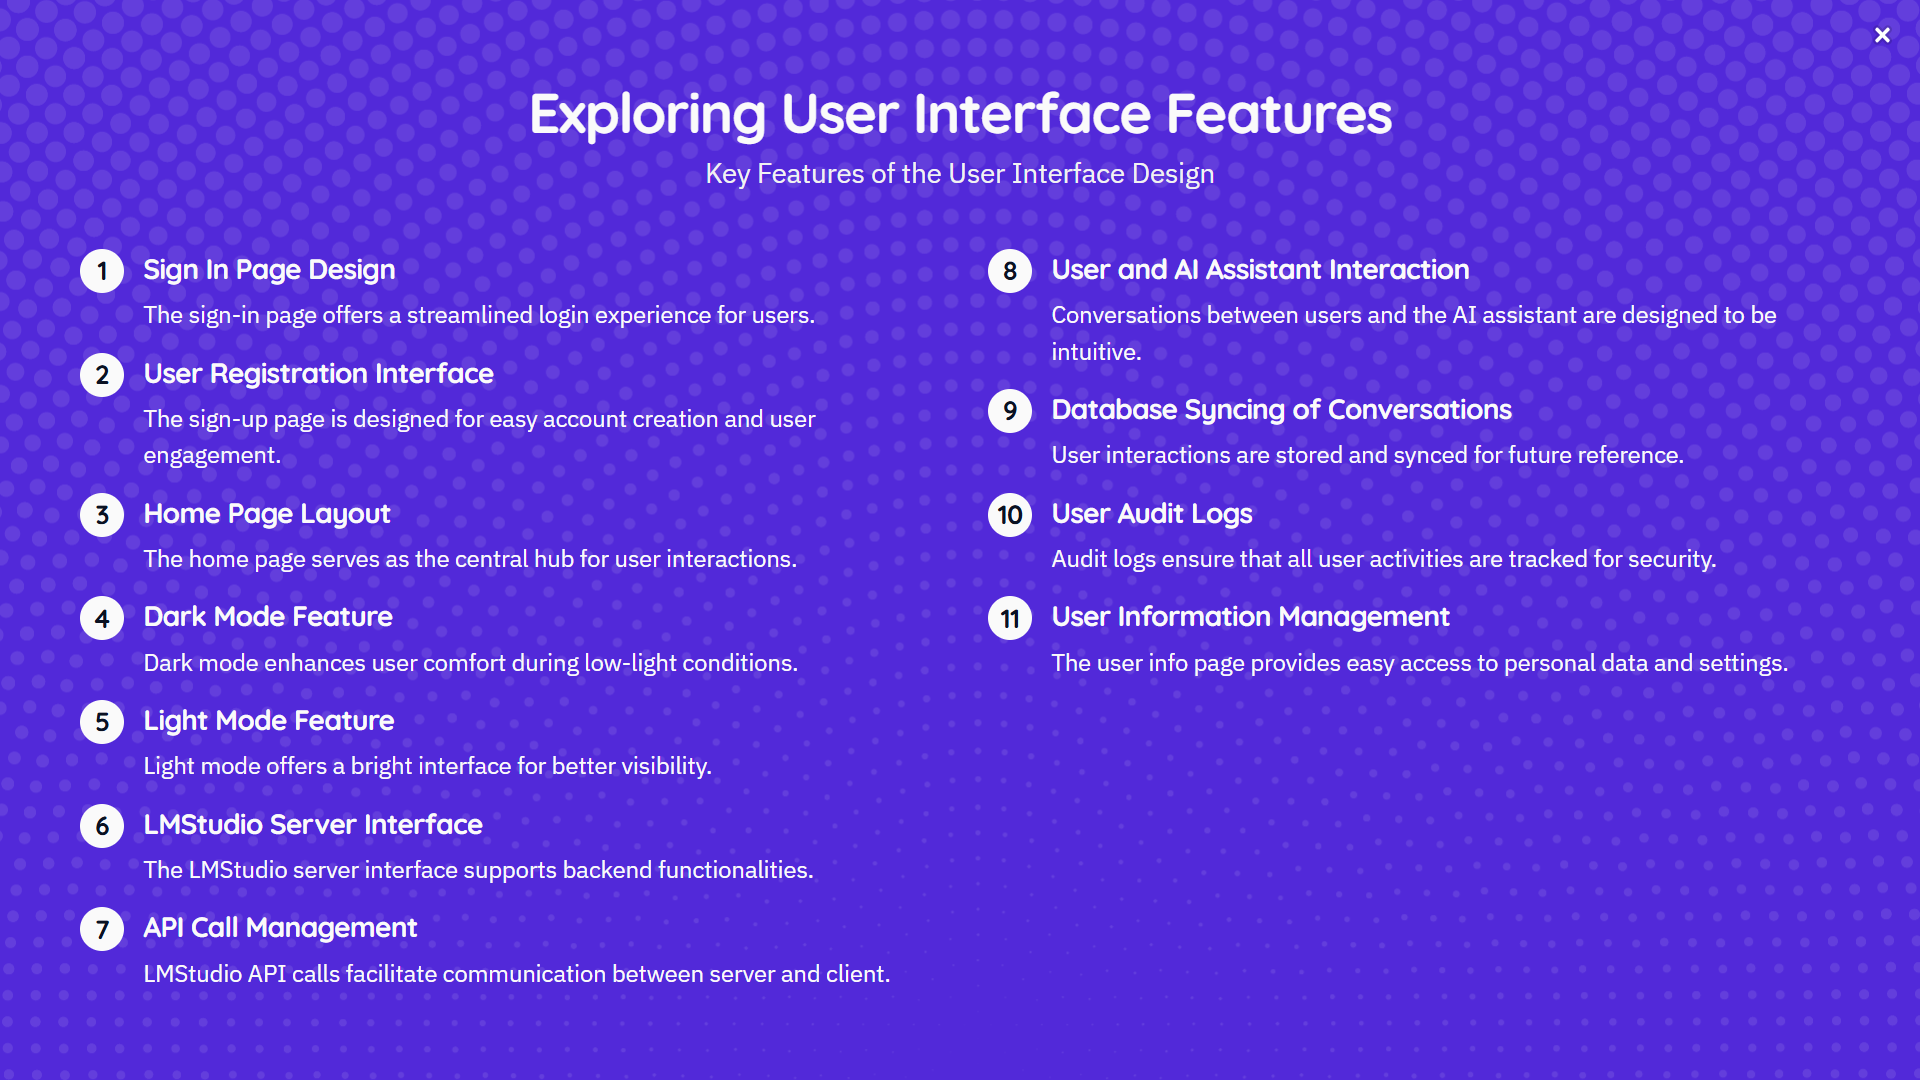 Exploring User Interface Features
Key Features of the User Interface Design
1 Sign In Page Design
The sign-in page offers a streamlined login experience for users.
2 User Registration Interface
The sign-up page is designed for easy account creation and user
engagement.
3 Home Page Layout
The home page serves as the central hub for user interactions.
4 Dark Mode Feature
Dark mode enhances user comfort during low-light conditions.
5 Light Mode Feature
Light mode offers a bright interface for better visibility.
6 LMStudio Server Interface
The LMStudio server interface supports backend functionalities.
7 API Call Management
LMStudio API calls facilitate communication between server and client.
8 User and AI Assistant Interaction
Conversations between users and the AI assistant are designed to be
intuitive.
9 Database Syncing of Conversations
User interactions are stored and synced for future reference.
10 User Audit Logs
Audit logs ensure that all user activities are tracked for security.
11 User Information Management
The user info page provides easy access to personal data and settings.